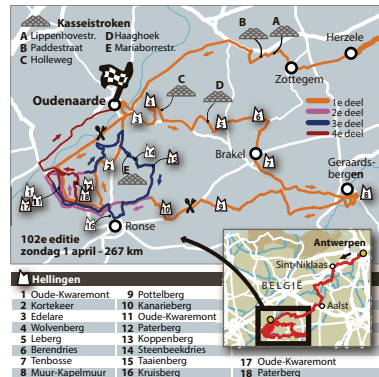 Kasseistroken
A Lippenhovestr.
B Paddestraat
C Holleweg
D Haaghoek
E Mariaborrestr.
B
A
Herzele
Zottegem
Oudenaarde
C
D
1e deel
2e deel
3e deel
4e deel
Brakel
Geraards-
bergen
E
Ronse
102e editie
zondag 1 april - 267 km
Antwerpen
Sint-Niklaas
BELGIE
Aalst
Hellingen
1 Oude-Kwaremont
2 Kortekeer
3 Edelare
4 Wolvenberg
5 Leberg
6 Berendries
7 Tenbosse
8 Muur-Kapelmuur
9 Pottelberg
10 Kanarieberg
11 Oude-Kwaremont
12 Paterberg
13 Koppenberg
14 Steenbeekdries
15 Taaienberg
16 Kruisberg
17 Oude-Kwaremont
18 Paterberg